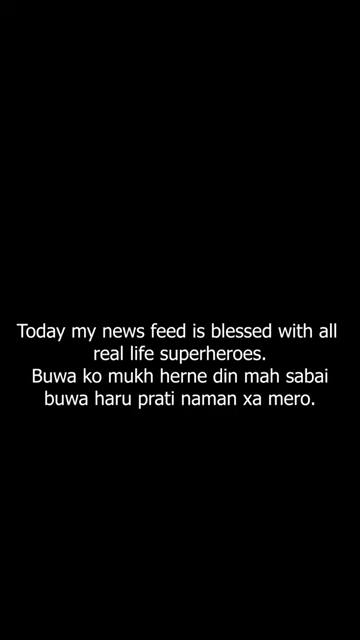 Today my news feed is blessed with all
real life superheroes.
Buwa ko mukh herne din mah sabai
buwa haru prati naman xa mero.